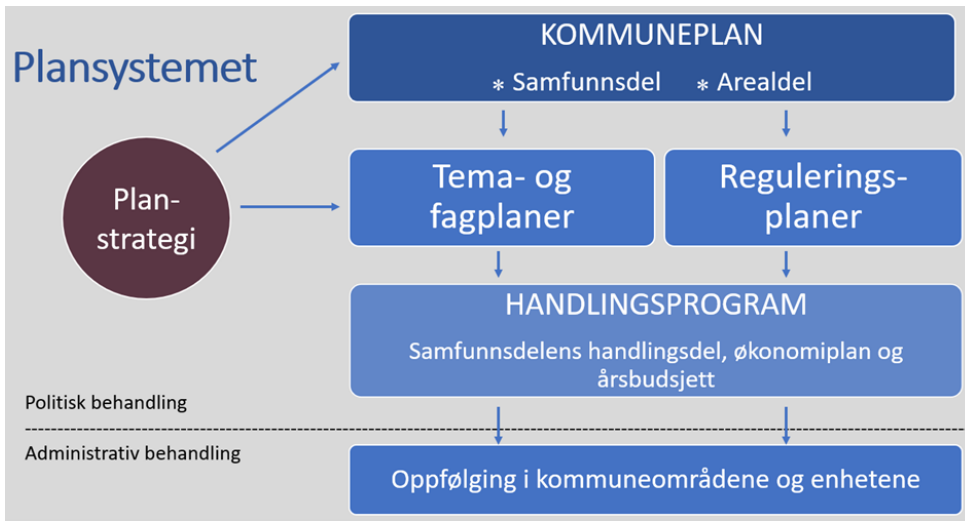 Plansystemet
KOMMUNEPLAN
* Samfunnsdel * Arealdel
Plan-
strategi
Tema- og
fagplaner
Regulerings-
planer
HANDLINGSPROGRAM
Samfunnsdelens handlingsdel, økonomiplan og
årsbudsjett
Politisk behandling
Administrativ behandling
Oppfølging i kommuneområdene og enhetene